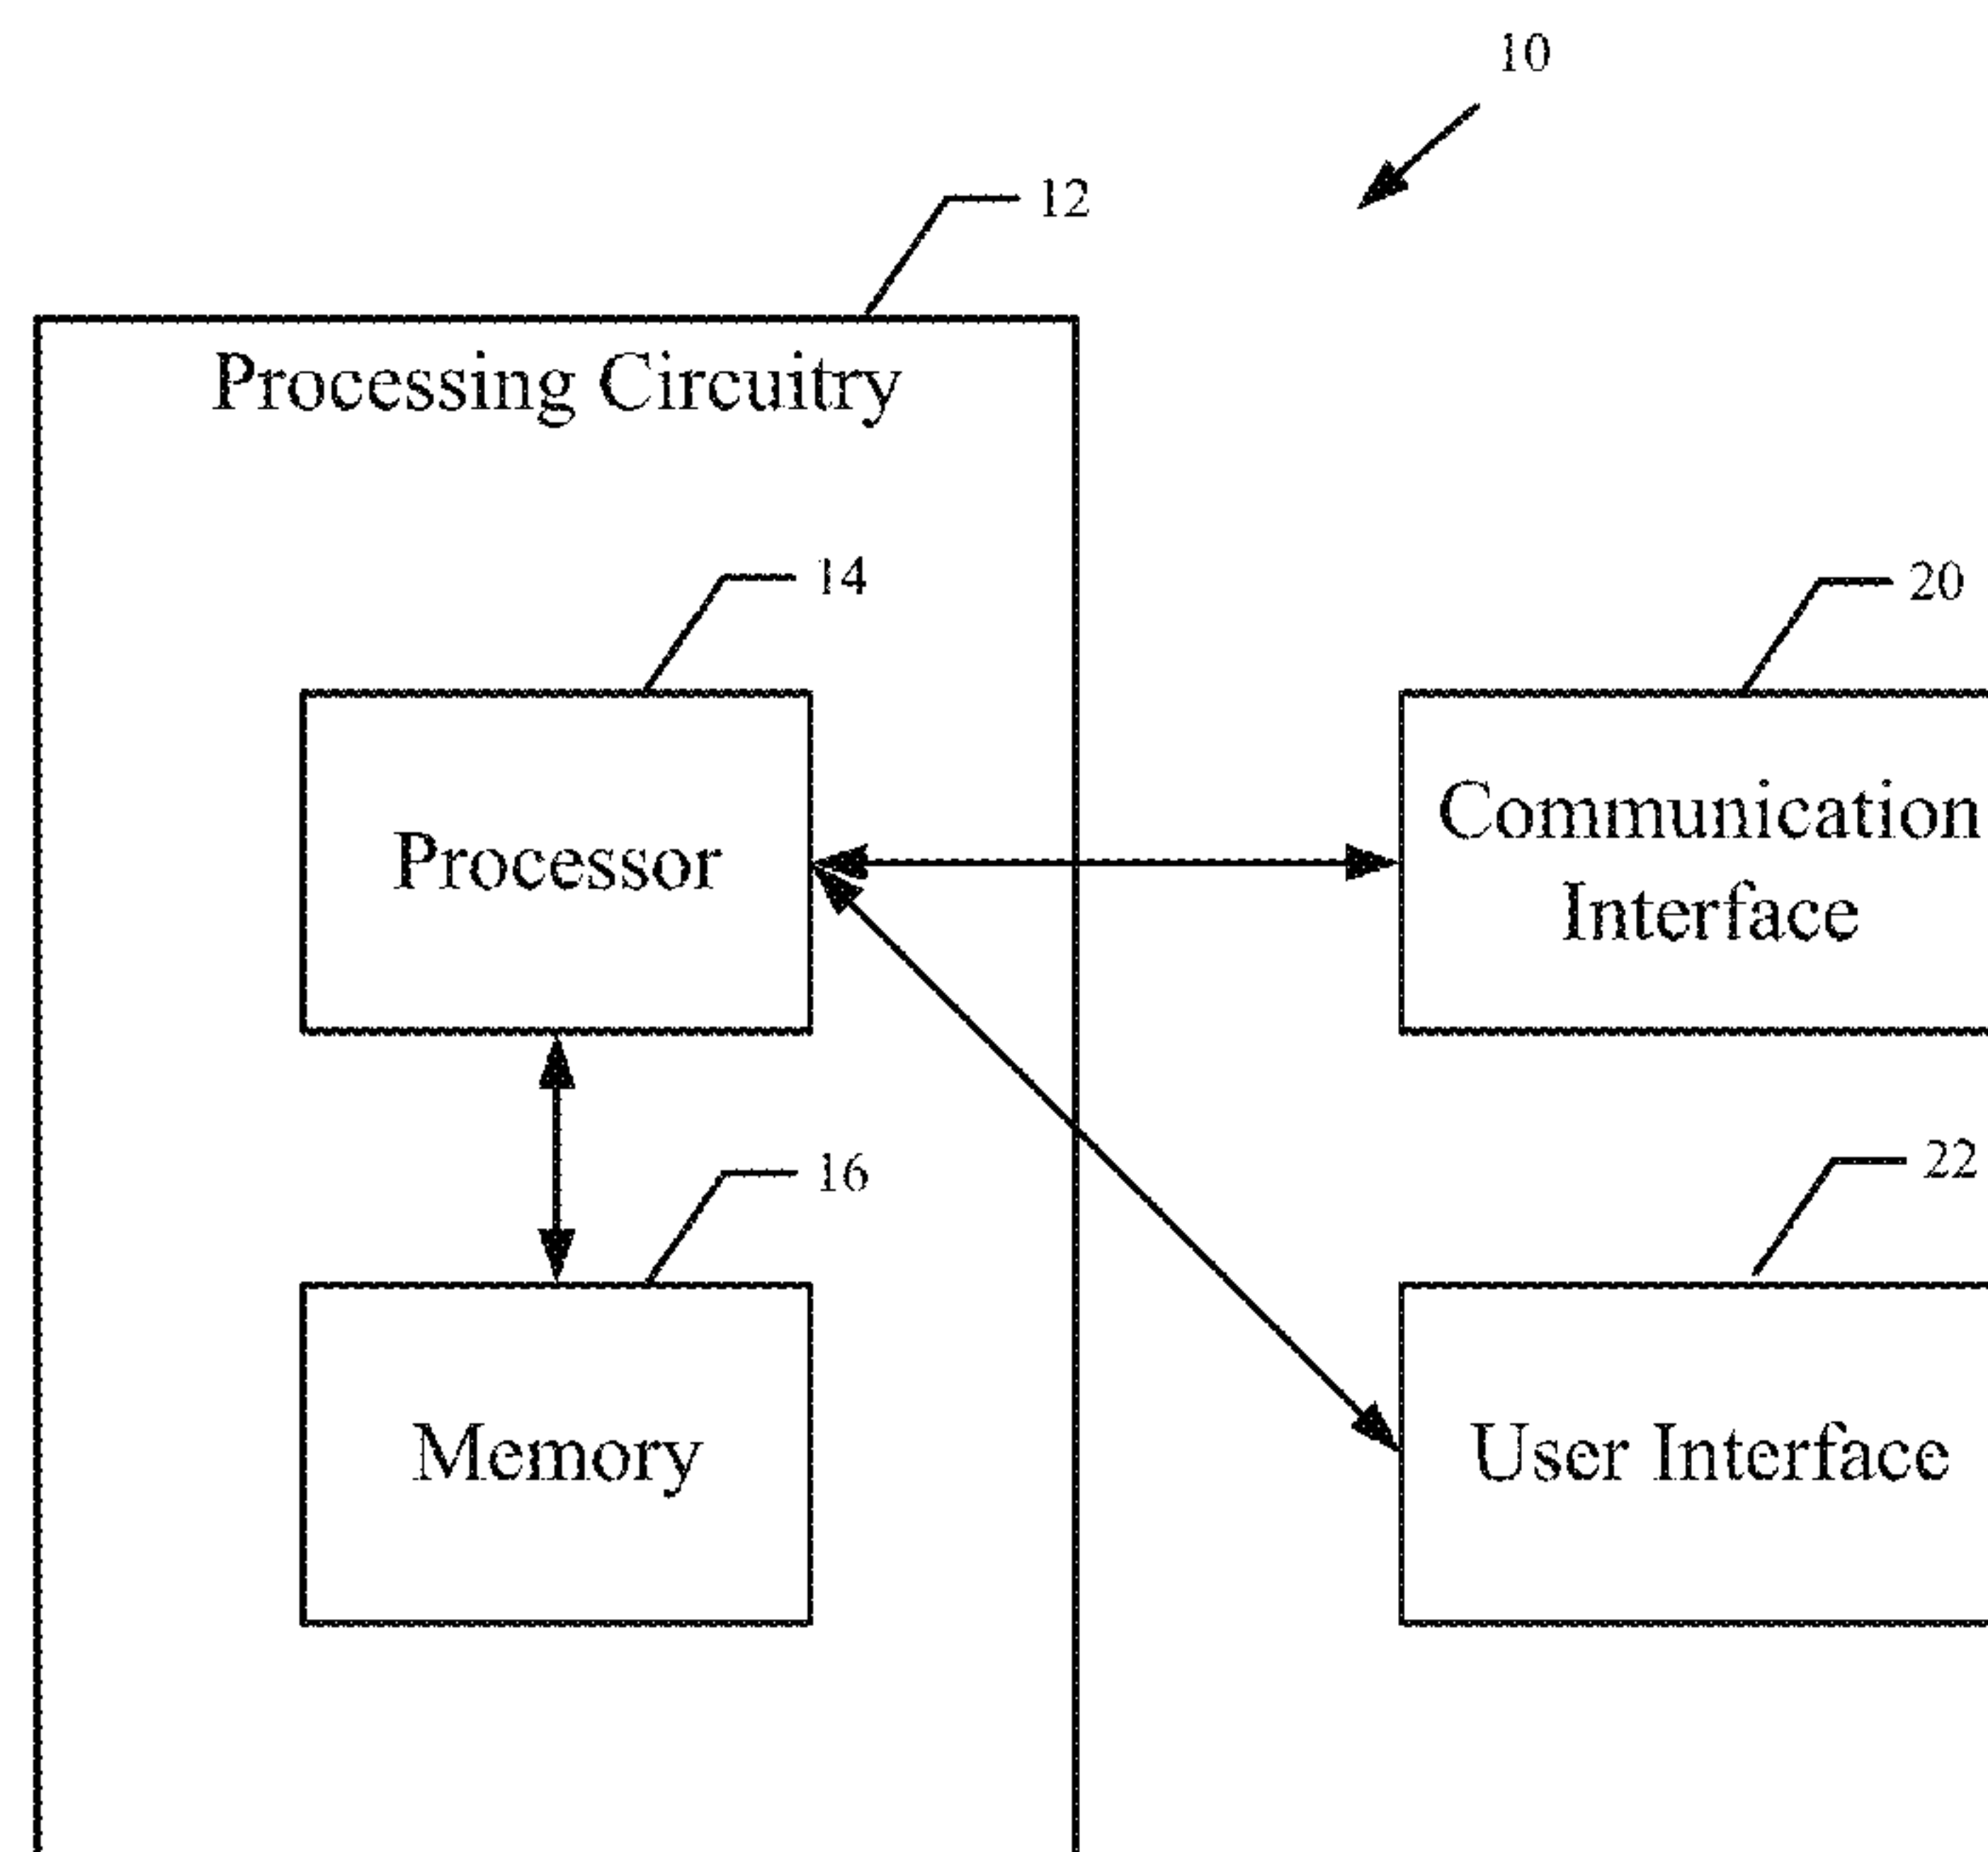 10
12
Processing Circuitry
14
20
Processor
Communication
Interface
16
22
Memory
User Interface